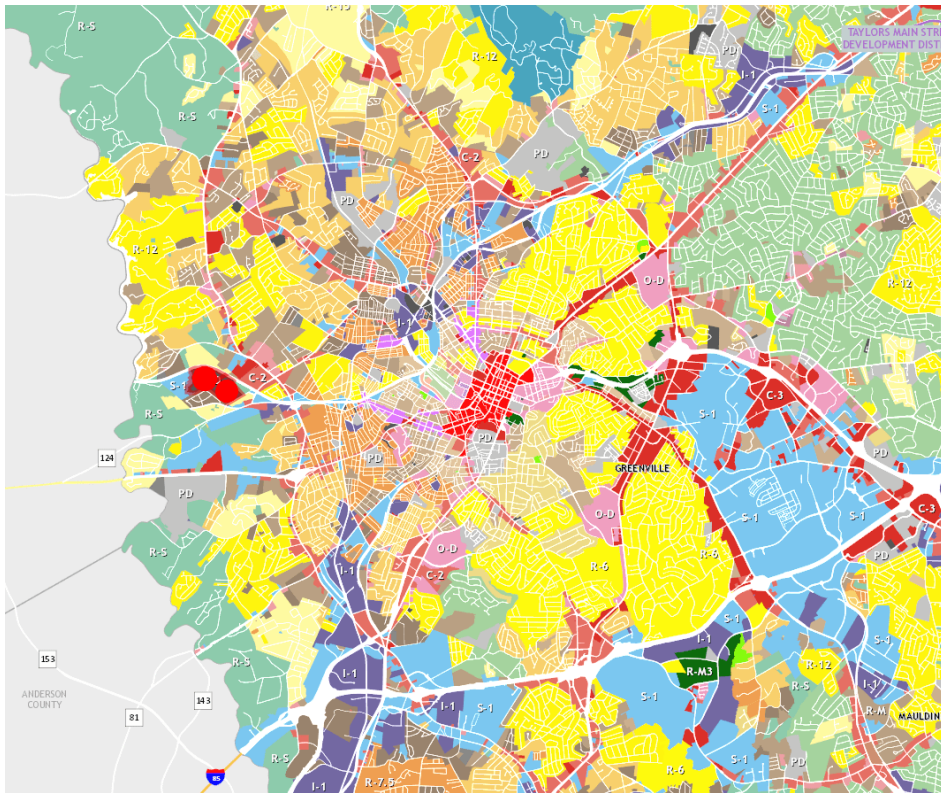 R-S
R-15
TAYLORS MAIN STRE
DEVELOPMENT DIST
PD
R-12
I-1
S-1
R-S
C-2
PD
PD
R-12
R-12
O-D
I-1
S-1
C-2
C-3
R-S
S-1
PD
PD
124
GREENVILLE
PD
C-3
PD
O-D
S-1
S-1
R-S
O-D
R-6
PD
C-2
R-6
I-1
S-1
I-1
S-1
153
R-S
R-M3
R-12
I-1
ANDERSON
COUNTY
143
S-1
R-S
I-1
I-1
S-1
R-M
81
MAULDIN
R-S
S-1
PD
85
R-7.5
R-6
I-1